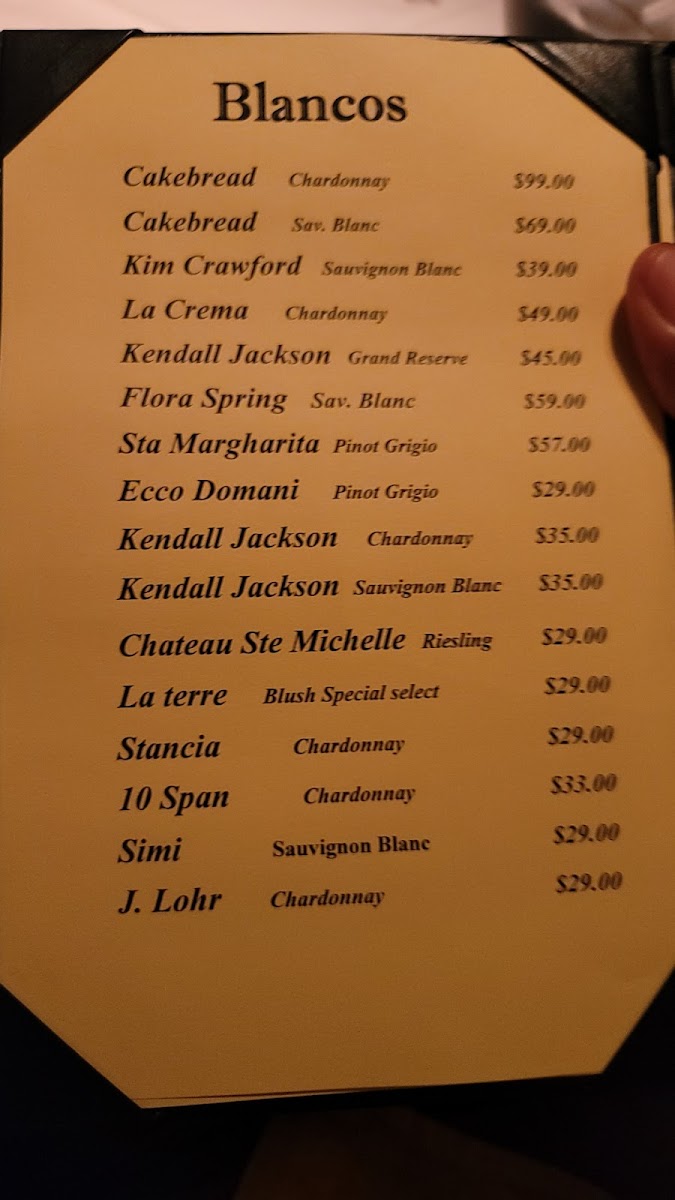 Blancos
Cakebread Chardonnay $99.00
Cakebread Sav. Blanc $69.00
Kim Crawford Sauvignon Blanc $39.00
La Crema Chardonnay $49.00
Kendall Jackson Grand Reserve $45.00
Flora Spring Sav. Blanc $59.00
Sta Margharita Pinot Grigio $57.00
Ecco Domani Pinot Grigio $29.00
Kendall Jackson Chardonnay $35.00
Kendall Jackson Sauvignon Blanc $35.00
Chateau Ste Michelle Riesling $29.00
La terre Blush Special select $29.00
Stancia Chardonnay $29.00
10 Span Chardonnay $33.00
Simi Sauvignon Blanc $29.00
J. Lohr Chardonnay $29.00